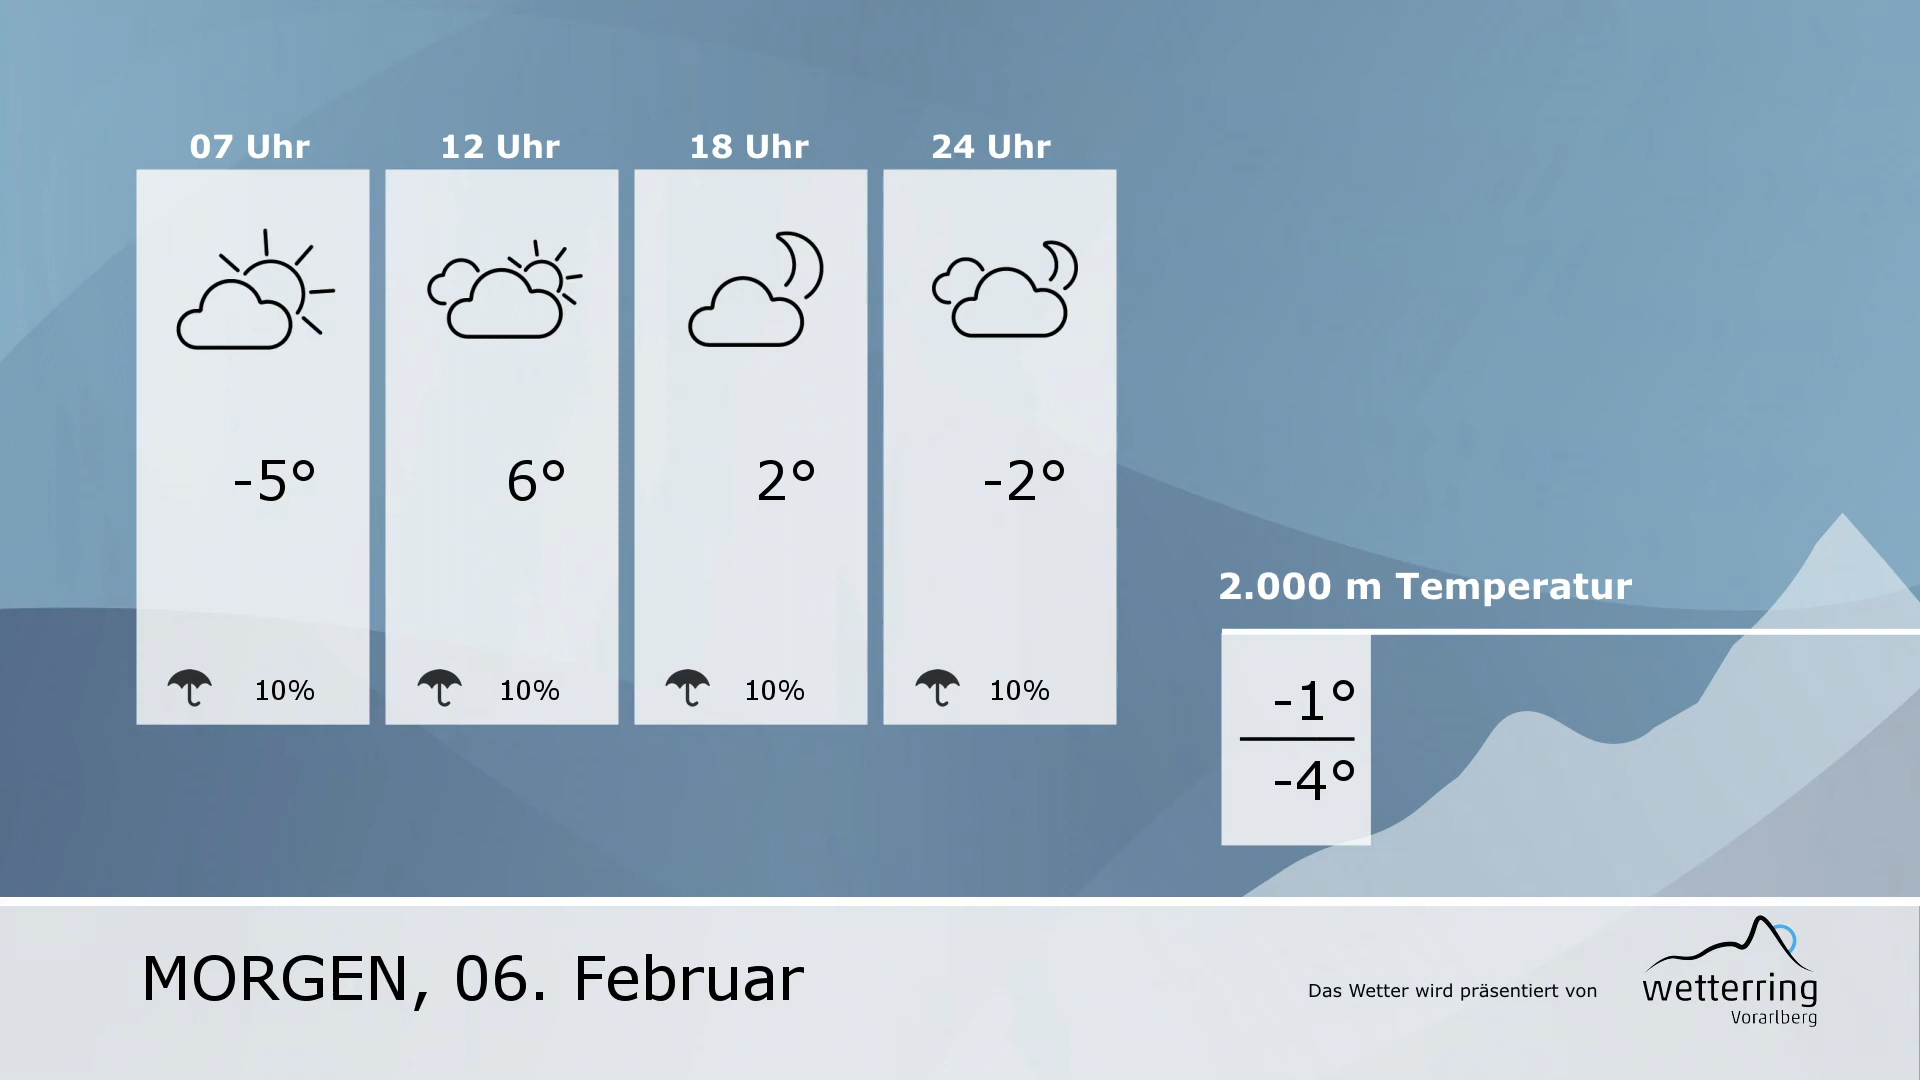 07 Uhr
12 Uhr
18 Uhr
24 Uhr
-5°
6°
2°
-2°
10%
10%
10%
10%
2.000 m Temperatur
-1°
-4°
MORGEN, 06. Februar
Das Wetter wird präsentiert von
wetterring
Vorarlberg